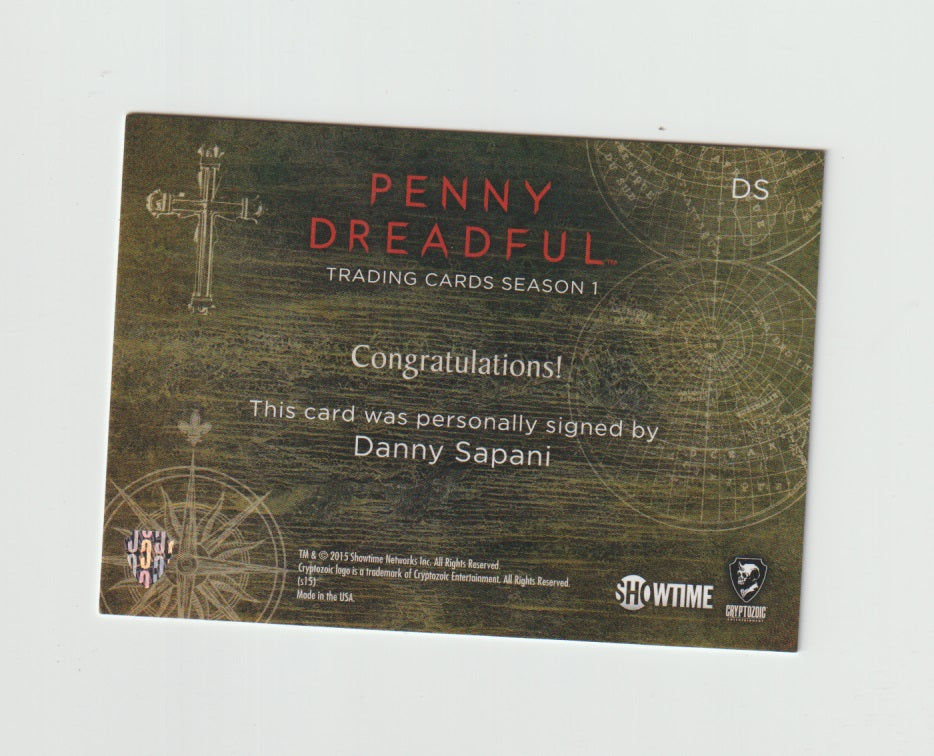 DS
PENNY
DREADFUL™
TRADING CARDS SEASON 1
Congratulations!
This card was personally signed by
Danny Sapani
TM & © 2015 Showtime Networks Inc. All Rights Reserved.
Cryptozoic logo is a trademark of Cryptozoic Entertainment. All Rights Reserved.
(s15)
Made in the USA.
SHOWTIME
CRYPTOZOIC
ENTERTAINMENT